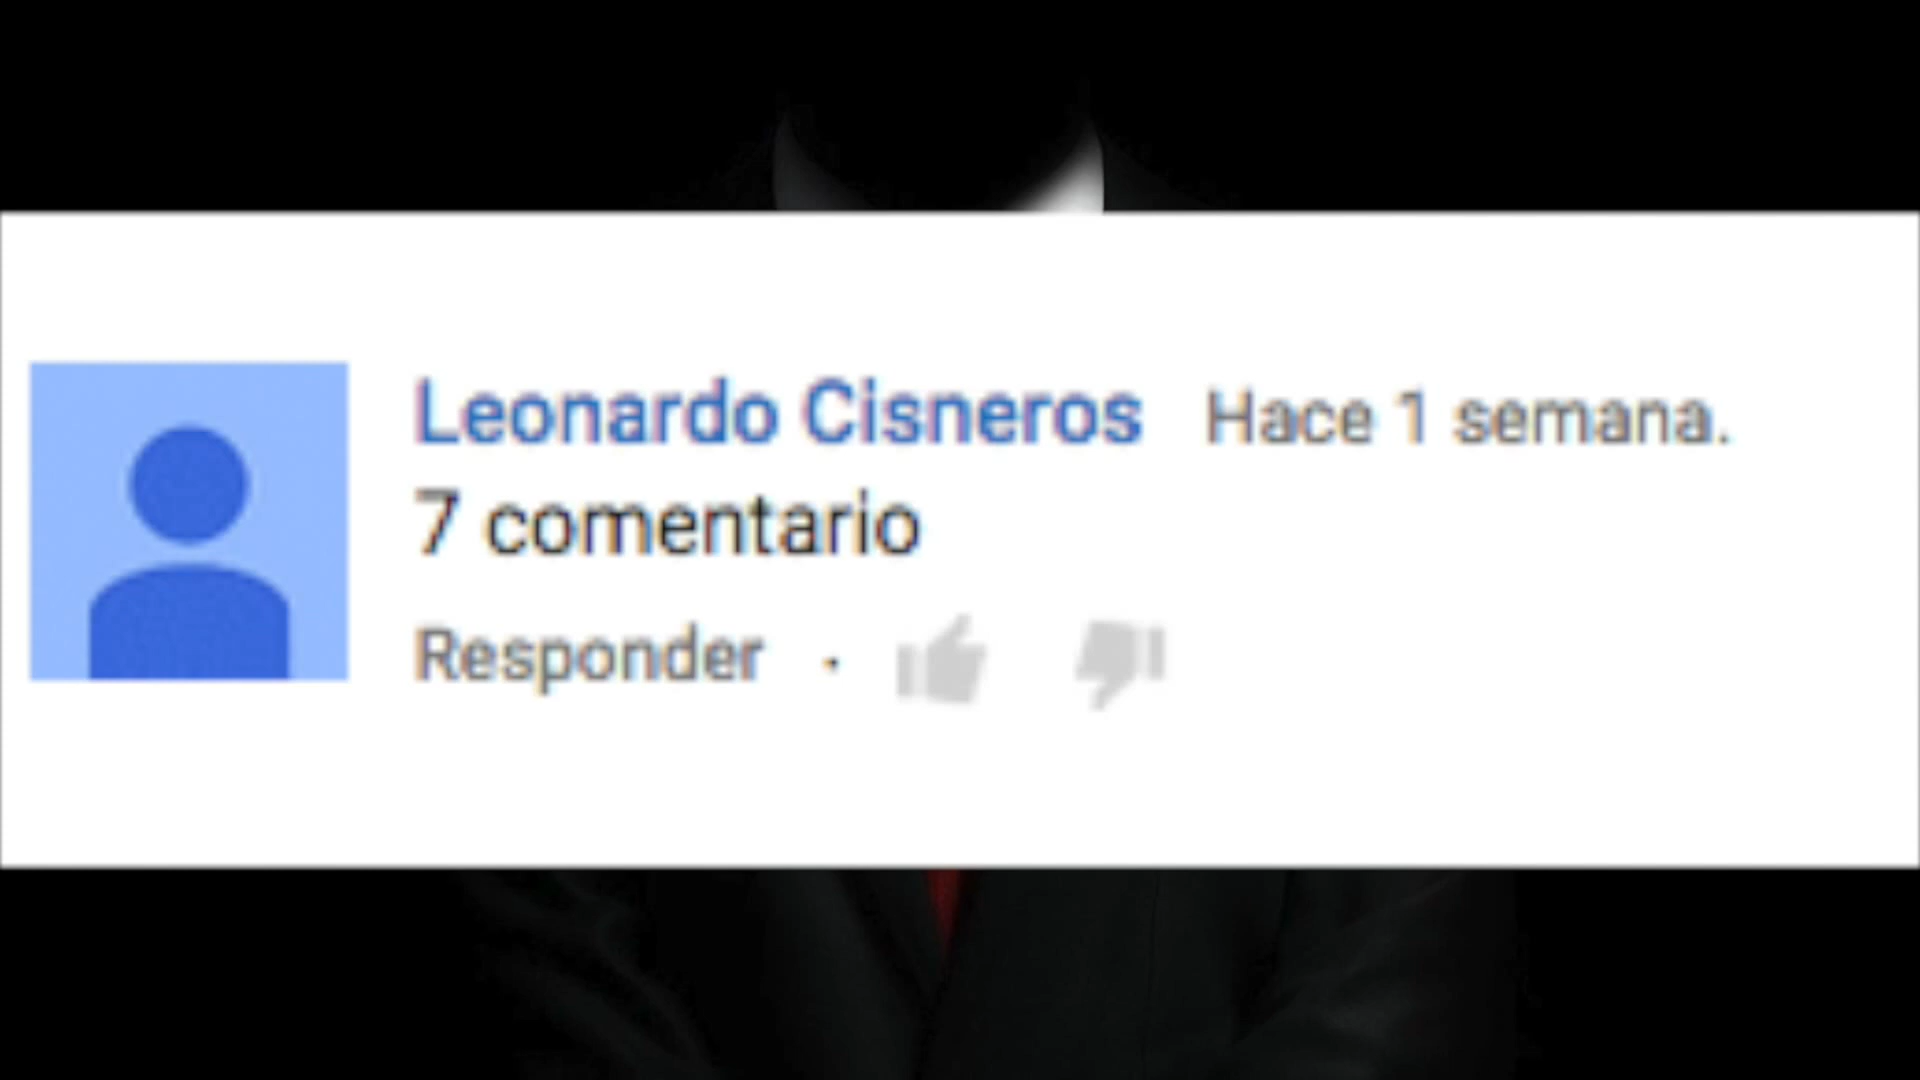 Leonardo Cisneros Hace 1 semana.
7 comentario
Responder ·